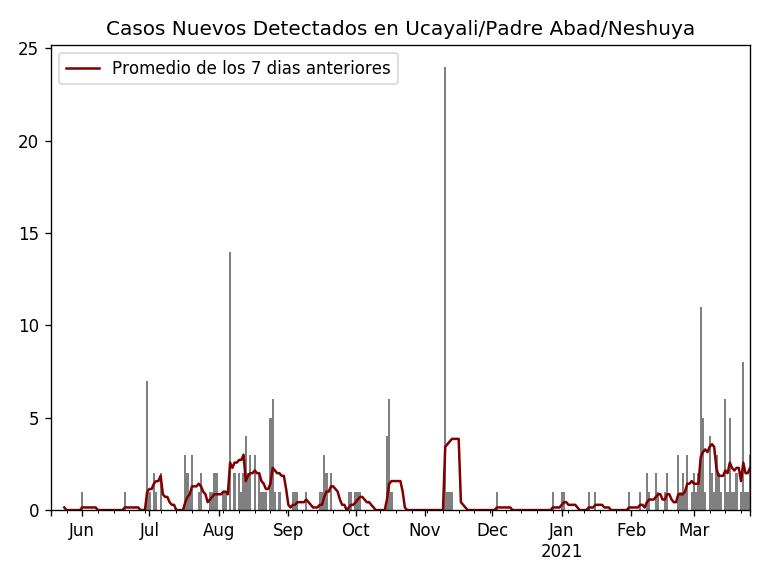 Casos Nuevos Detectados en Ucayali/Padre Abad/Neshuya
Promedio de los 7 dias anteriores
25
20
15
10
5
0
Jun Jul Aug Sep Oct Nov Dec Jan Feb Mar
2021